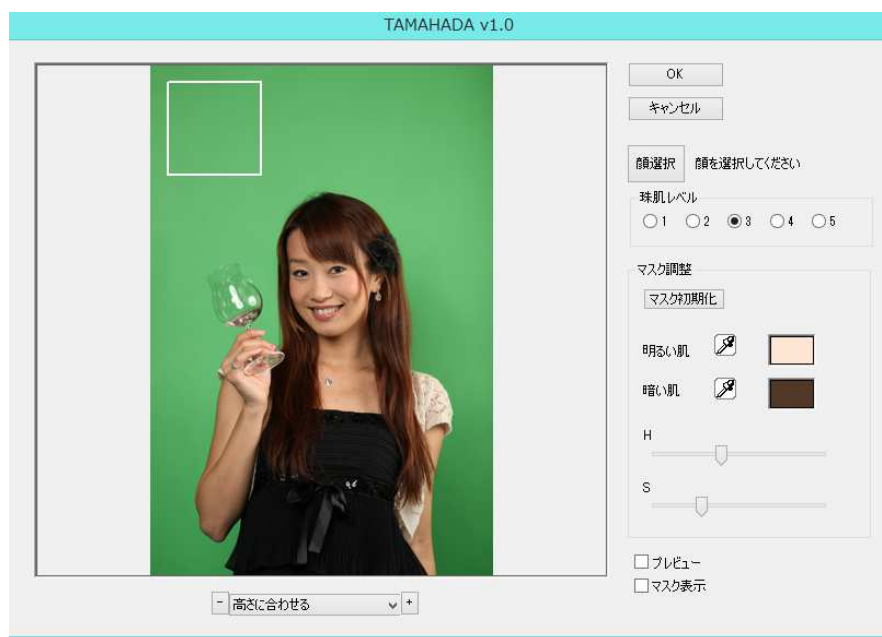 TAMAHADA v1.0
OK
キャンセル
顔選択 顔を選択してください
珠肌レベル
1 2 3 4 5
マスク調整
マスク初期化
明るい肌
暗い肌
H
S
プレビュー
マスク表示
- 高さに合わせる +